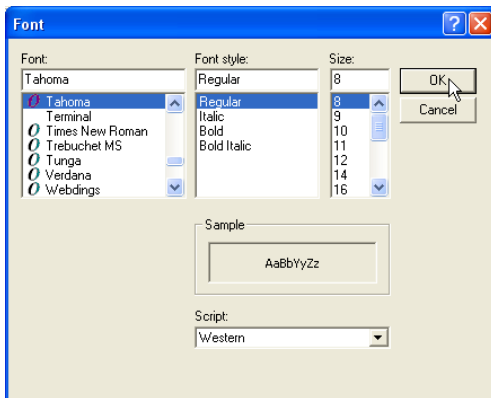 Font
Font: Font style: Size:
Tahoma Regular 8 OK
Tahoma Regular 8 Cancel
Terminal Italic 9
Times New Roman Bold 10
Trebuchet MS Bold Italic 11
Tunga 12
Verdana 14
Webdings 16
Sample
AaBbYyZz
Script:
Western